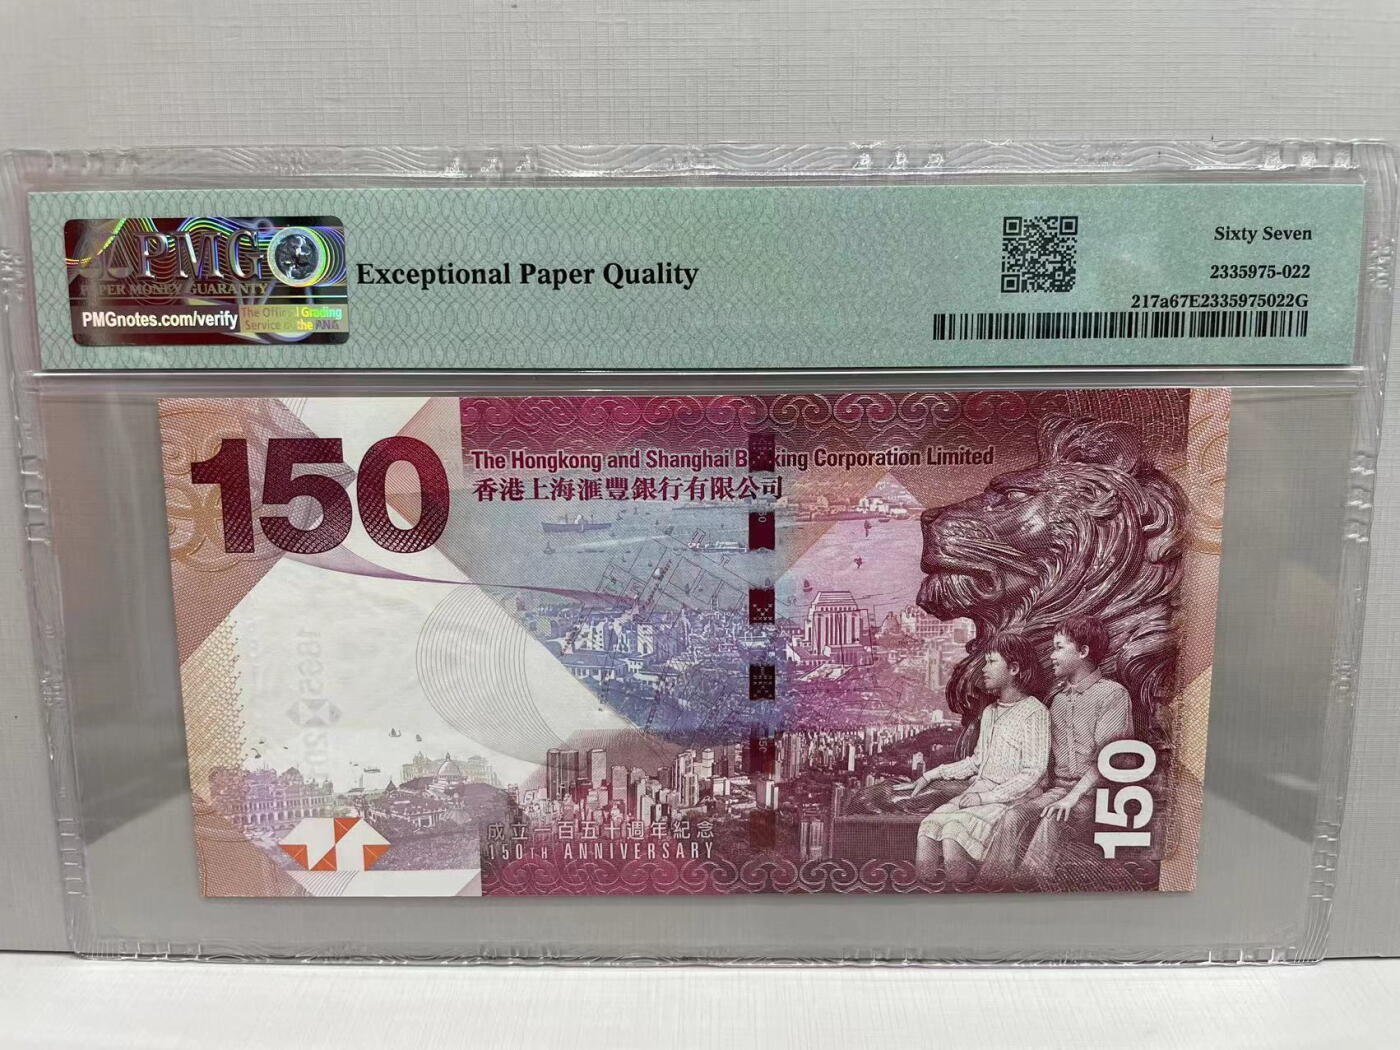 PMG
PAPER MONEY GUARANTY
PMGnotes.com/verify
The Official Grading
Service of the PNG
Exceptional Paper Quality
Sixty Seven
2335975-022
217a67E2335975022G
150
The Hongkong and Shanghai Banking Corporation Limited
香港上海滙豐銀行有限公司
成立一百五十週年紀念
150TH ANNIVERSARY
150